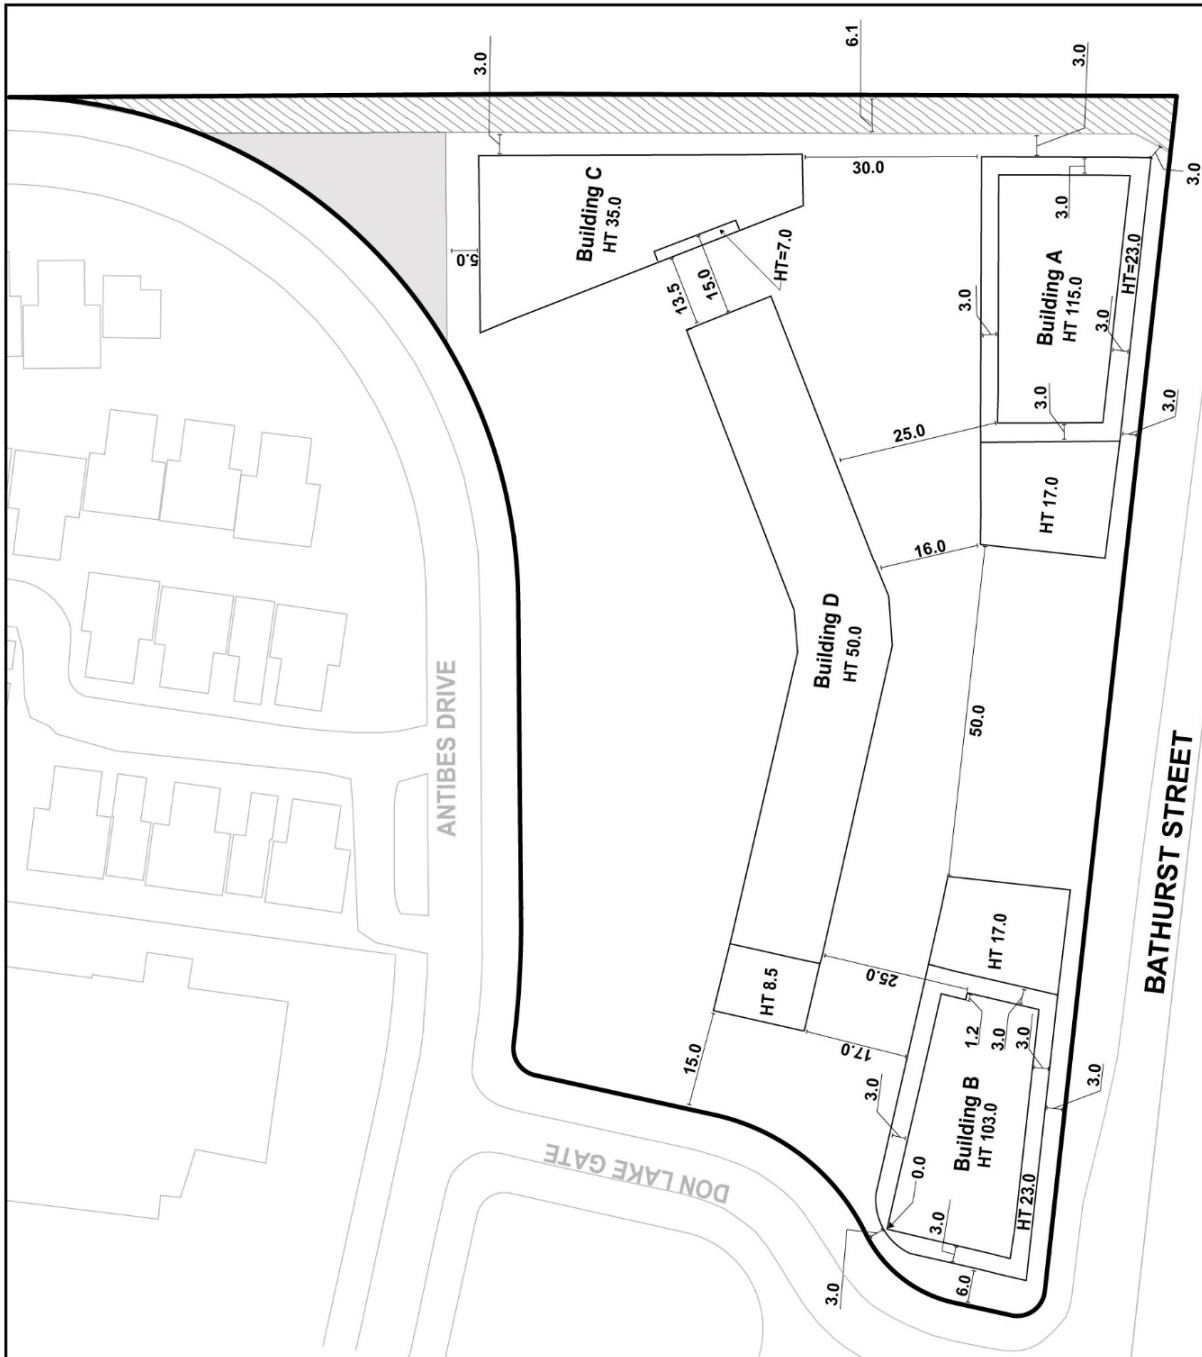 3.0
6.1
3.0
3.0
30.0
3.0
Building C
HT 35.0
5.0
HT=7.0
13.5
15.0
3.0
Building A
HT 115.0
HT=23.0
3.0
3.0
3.0
3.0
25.0
HT 17.0
16.0
Building D
HT 50.0
ANTIBES DRIVE
50.0
BATHURST STREET
HT 17.0
HT 8.5
25.0
15.0
17.0
1.2
3.0
3.0
3.0
3.0
Building B
HT 103.0
HT 23.0
DON LAKE GATE
0.0
3.0
6.0
3.0